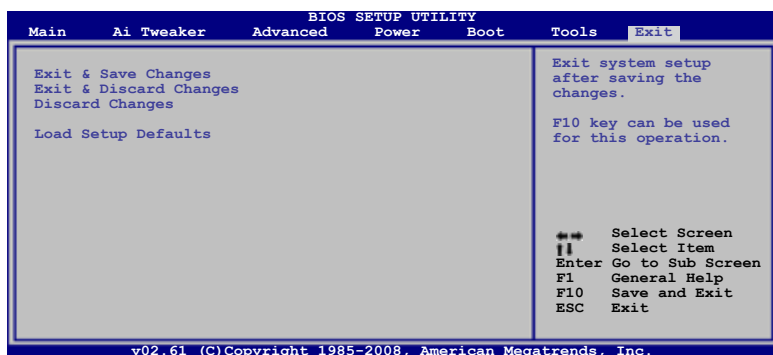 BIOS SETUP UTILITY
Main Ai Tweaker Advanced Power Boot Tools Exit
Exit & Save Changes
Exit & Discard Changes
Discard Changes
Load Setup Defaults
Exit system setup
after saving the
changes.
F10 key can be used
for this operation.
Select Screen
Select Item
Enter Go to Sub Screen
F1 General Help
F10 Save and Exit
ESC Exit
v02.61 (C)Copyright 1985-2008, American Megatrends, Inc.